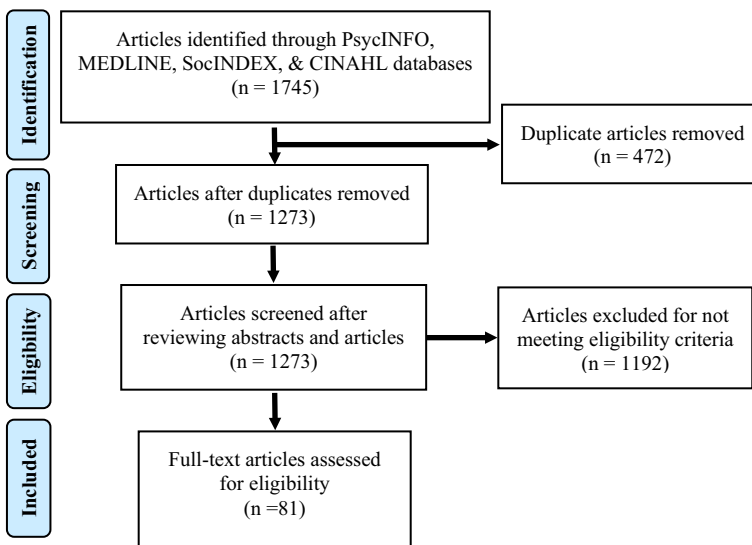 Identification
Articles identified through PsycINFO,
MEDLINE, SocINDEX, & CINAHL databases
(n = 1745)
Duplicate articles removed
(n = 472)
Screening
Articles after duplicates removed
(n = 1273)
Eligibility
Articles screened after
reviewing abstracts and articles
(n = 1273)
Articles excluded for not
meeting eligibility criteria
(n = 1192)
Included
Full-text articles assessed
for eligibility
(n =81)